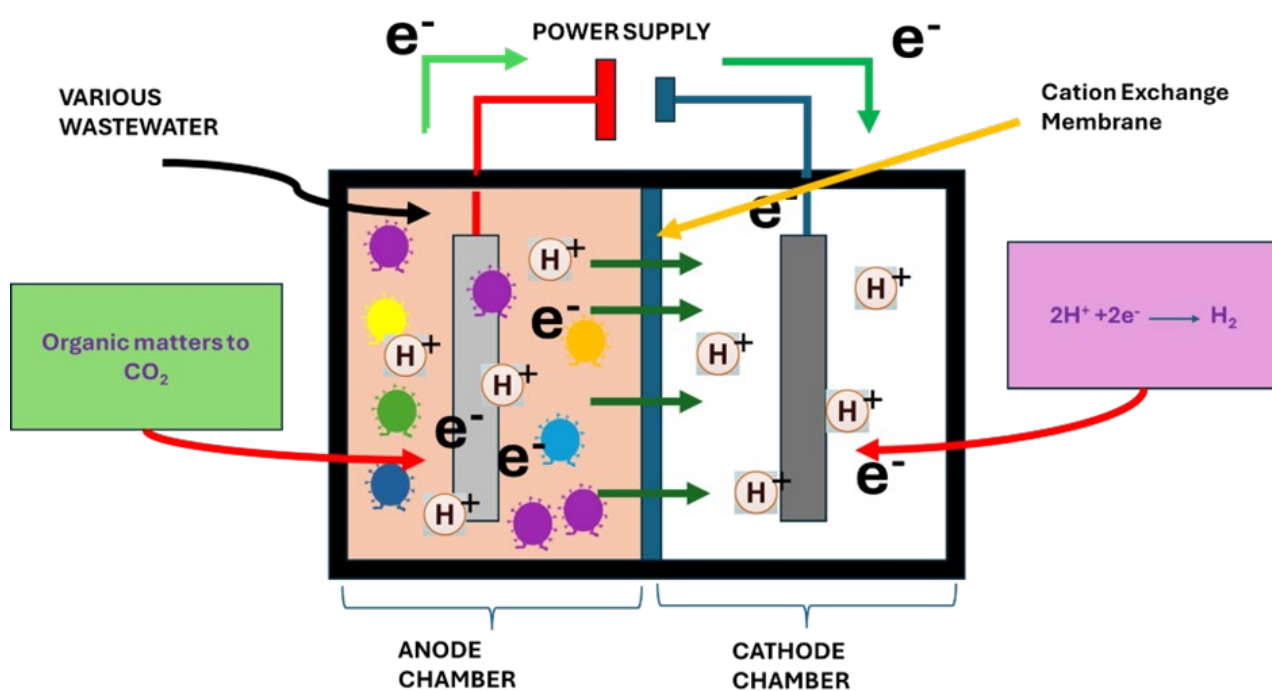 e-
POWER SUPPLY
e-
VARIOUS
WASTEWATER
Cation Exchange
Membrane
e-
H+
H+
e-
Organic matters to
CO₂
H+
H+
H+
2H⁺ +2e- → H₂
H+
e-
e-
e-
H+
H+
ANODE
CHAMBER
CATHODE
CHAMBER